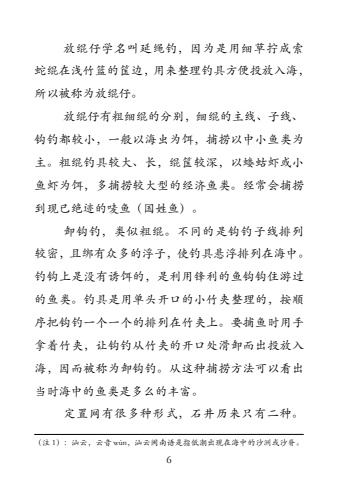 放绲仔学名叫延绳钓，因为是用细草拧成索
蛇绲在浅竹篮的筐边，用来整理钓具方便投放入海，
所以被称为放绲仔。
放绲仔有粗细绲的分别，细绲的主线、子线、
钩钓都较小，一般以海虫为饵，捕捞以中小鱼类为
主。粗绲钓具较大、长，绲筐较深，以蝼蛄虾或小
鱼虾为饵，多捕捞较大型的经济鱼类。经常会捕捞
到现已绝迹的唛鱼（国姓鱼）。
卸钩钓，类似粗绲。不同的是钩钓子线排列
较密，且绑有众多的浮子，使钓具悬浮排列在海中。
钓钩上是没有诱饵的，是利用锋利的鱼钩钩住游过
的鱼类。钓具是用单头开口的小竹夹整理的，按顺
序把钩钓一个一个的排列在竹夹上。要捕鱼时用手
拿着竹夹，让钩钓从竹夹的开口处滑卸而出投放入
海，因而被称为卸钩钓。从这种捕捞方法可以看出
当时海中的鱼类是多么的丰富。
定置网有很多种形式，石井历来只有二种。
（注1）：汕云，云音 wūn，汕云闽南语是指低潮出现在海中的沙洲或沙脊。
6